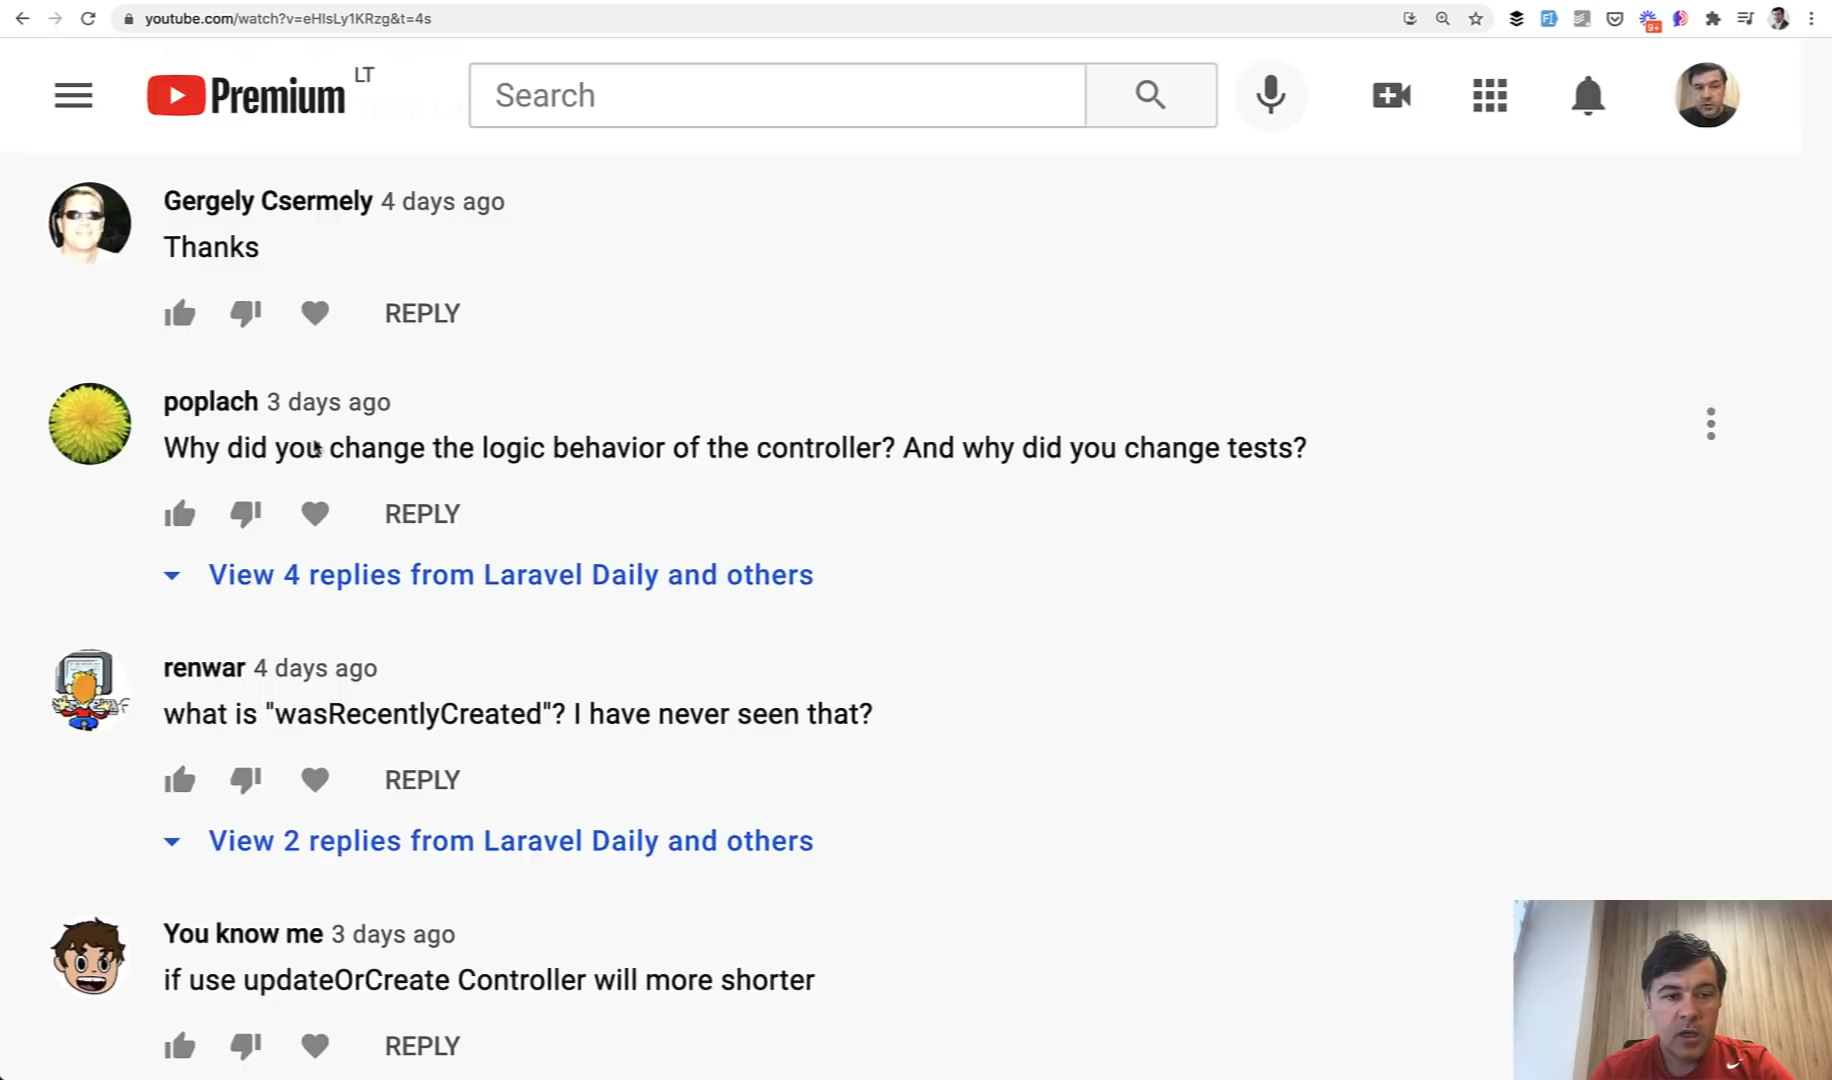 youtube.com/watch?v=eHIsLy1KRzg&t=4s
9+
Premium LT
Search
Gergely Csermely 4 days ago
Thanks
REPLY
poplach 3 days ago
Why did you change the logic behavior of the controller? And why did you change tests?
REPLY
View 4 replies from Laravel Daily and others
renwar 4 days ago
what is "wasRecentlyCreated"? I have never seen that?
REPLY
View 2 replies from Laravel Daily and others
You know me 3 days ago
if use updateOrCreate Controller will more shorter
REPLY